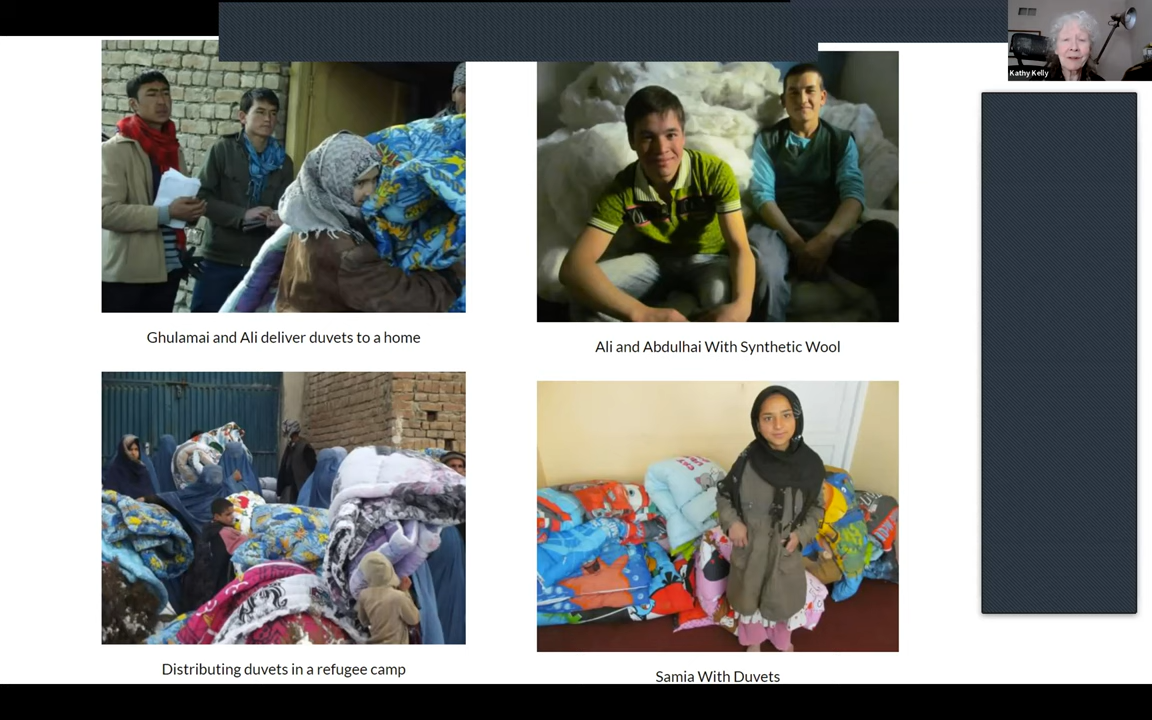 Kathy Kelly
Ghulamai and Ali deliver duvets to a home
Ali and Abdulhai With Synthetic Wool
Distributing duvets in a refugee camp
Samia With Duvets